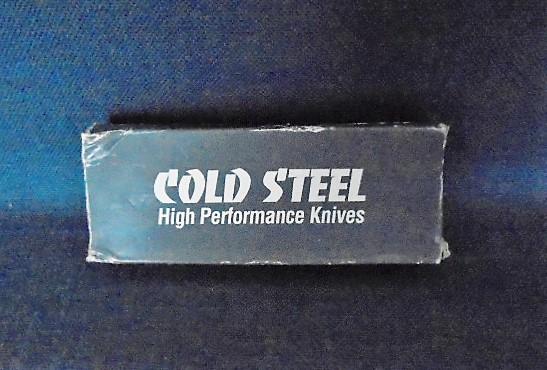 COLD STEEL
High Performance Knives